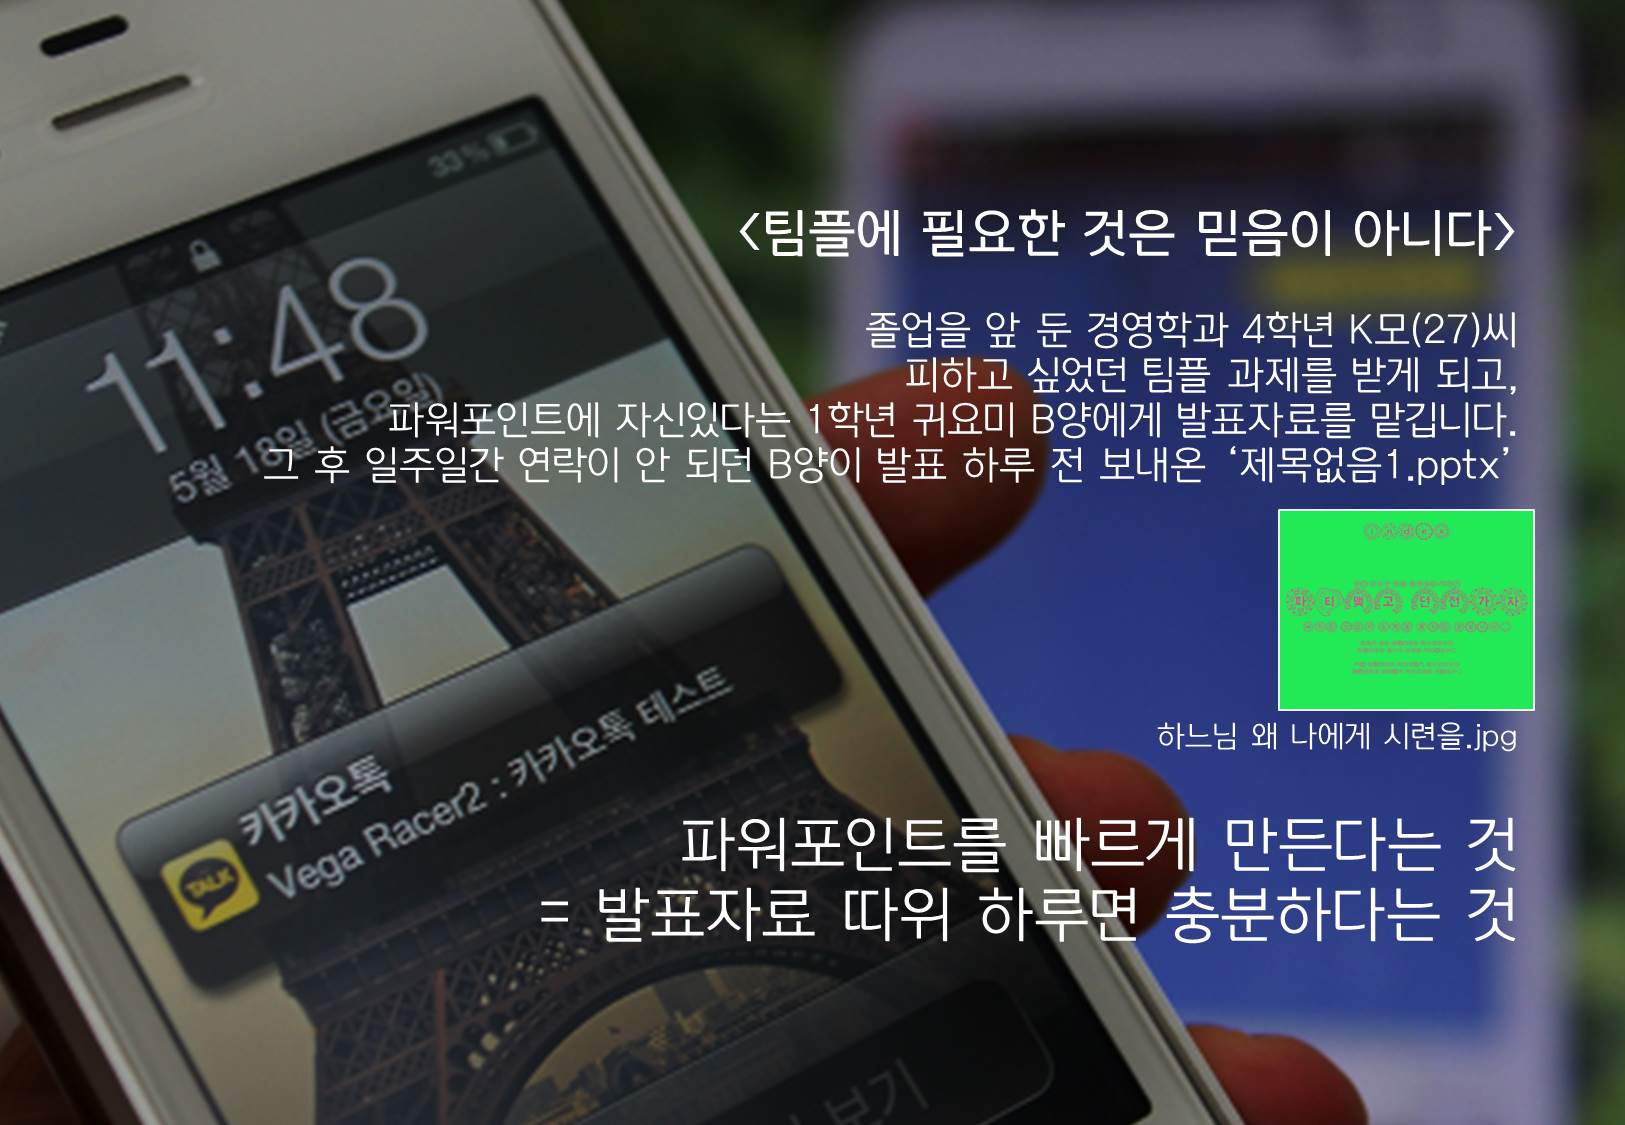 33%
11:48
5월 18일 (금요일)
<팀플에 필요한 것은 믿음이 아니다>
졸업을 앞 둔 경영학과 4학년 K모(27)씨
피하고 싶었던 팀플 과제를 받게 되고,
파워포인트에 자신있다는 1학년 귀요미 B양에게 발표자료를 맡깁니다.
그 후 일주일간 연락이 안 되던 B양이 발표 하루 전 보내온 ‘제목없음1.pptx’
하느님 왜 나에게 시련을.jpg
카카오톡
Vega Racer2 : 카카오톡 테스트
TALK
파워포인트를 빠르게 만든다는 것
= 발표자료 따위 하루면 충분하다는 것
보기